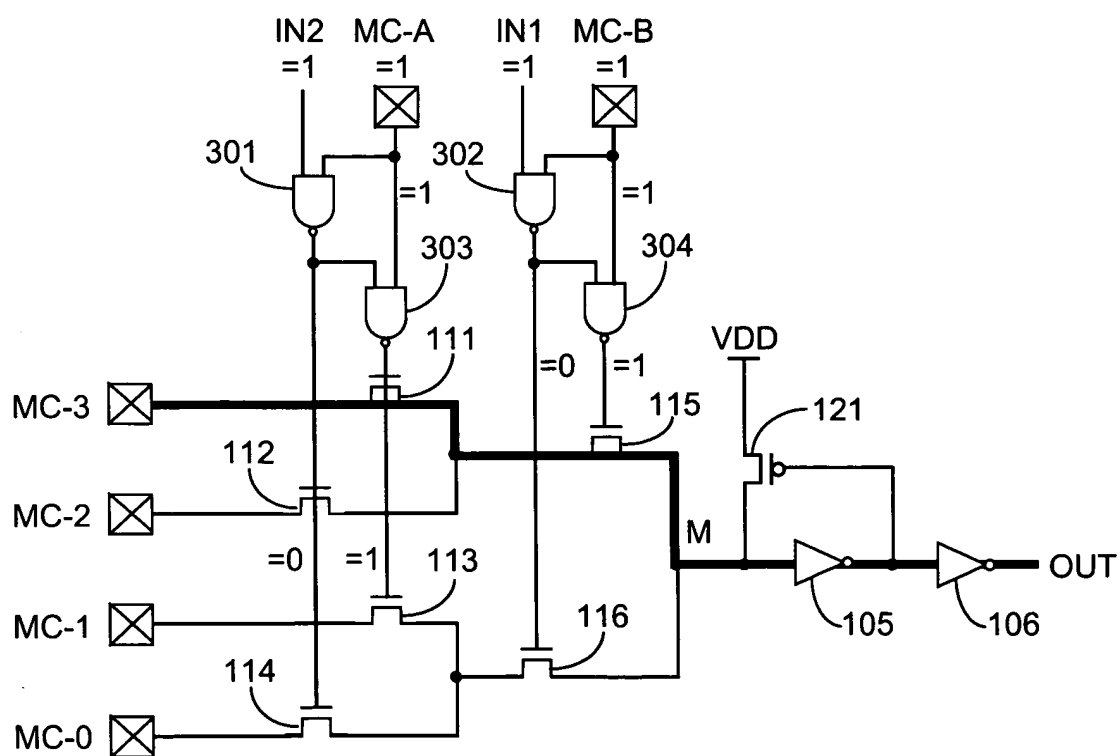 IN2 MC-A IN1 MC-B
=1 =1 =1 =1
301 302
=1 =1
303 304
111 =0 =1 VDD
MC-3 115 121
112
MC-2 M
=0 =1 113 OUT
MC-1 116 105 106
114
MC-0